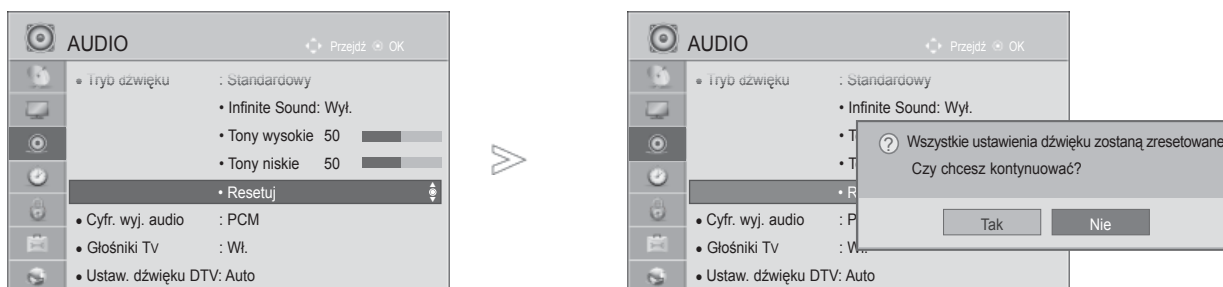 AUDIO
Przejdź OK
• Tryb dźwięku : Standardowy
• Infinite Sound: Wył.
• Tony wysokie 50
• Tony niskie 50
• Resetuj
• Cyfr. wyj. audio : PCM
• Głośniki TV : Wł.
• Ustaw. dźwięku DTV: Auto
AUDIO
Przejdź OK
• Tryb dźwięku : Standardowy
• Infinite Sound: Wył.
• T
• T
• R
Wszystkie ustawienia dźwięku zostaną zresetowane
Czy chcesz kontynuować?
Tak Nie
• Cyfr. wyj. audio : P
• Głośniki TV : W
• Ustaw. dźwięku DTV: Auto